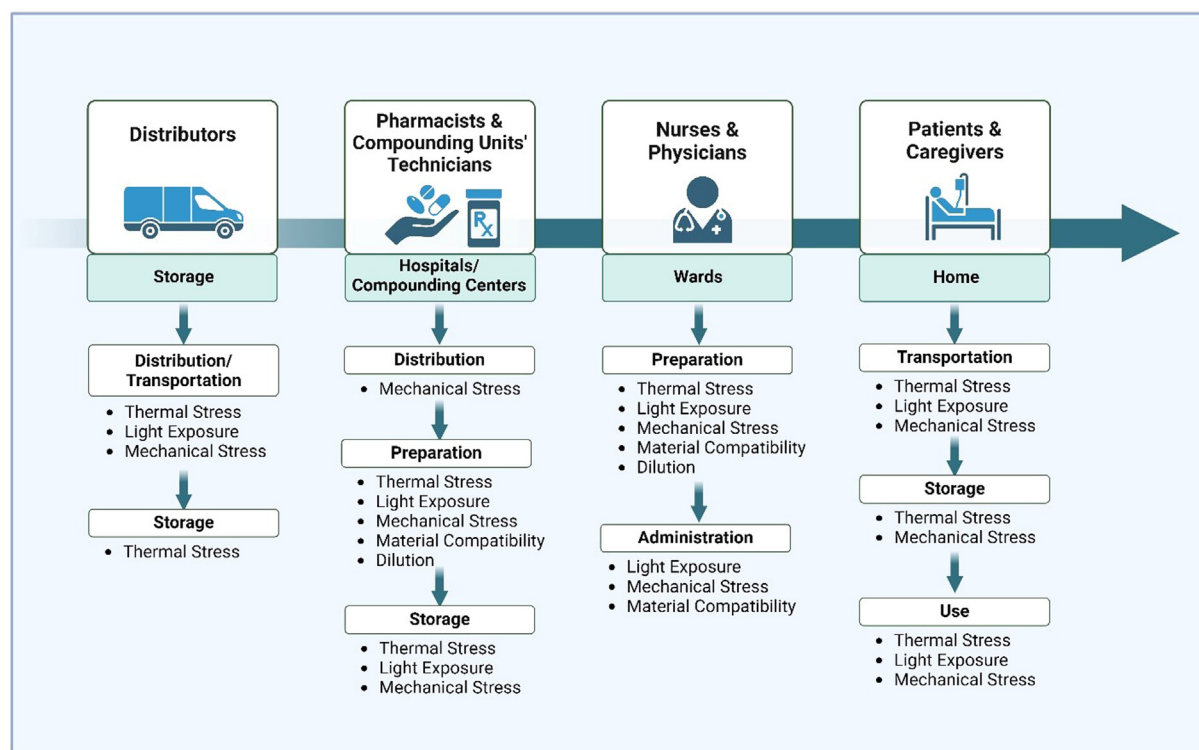 Distributors
Storage
Distribution/
Transportation
• Thermal Stress
• Light Exposure
• Mechanical Stress
Storage
• Thermal Stress
Pharmacists &
Compounding Units'
Technicians
Rx
Hospitals/
Compounding Centers
Distribution
• Mechanical Stress
Preparation
• Thermal Stress
• Light Exposure
• Mechanical Stress
• Material Compatibility
• Dilution
Storage
• Thermal Stress
• Light Exposure
• Mechanical Stress
Nurses &
Physicians
Wards
Preparation
• Thermal Stress
• Light Exposure
• Mechanical Stress
• Material Compatibility
• Dilution
Administration
• Light Exposure
• Mechanical Stress
• Material Compatibility
Patients &
Caregivers
Home
Transportation
• Thermal Stress
• Light Exposure
• Mechanical Stress
Storage
• Thermal Stress
• Mechanical Stress
Use
• Thermal Stress
• Light Exposure
• Mechanical Stress